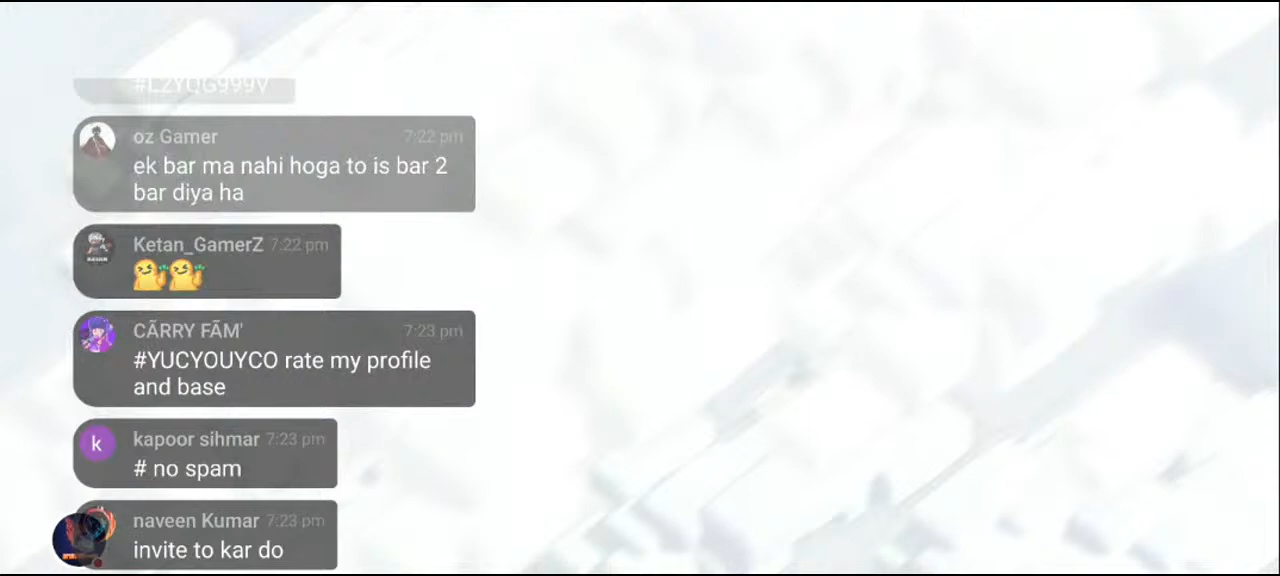 oz Gamer 7:22 pm
ek bar ma nahi hoga to is bar 2
bar diya ha
Ketan_GamerZ 7:22 pm
CÃRRY FÃM' 7:23 pm
#YUCYOUYCO rate my profile
and base
k
kapoor sihmar 7:23 pm
# no spam
naveen Kumar 7:23 pm
invite to kar do